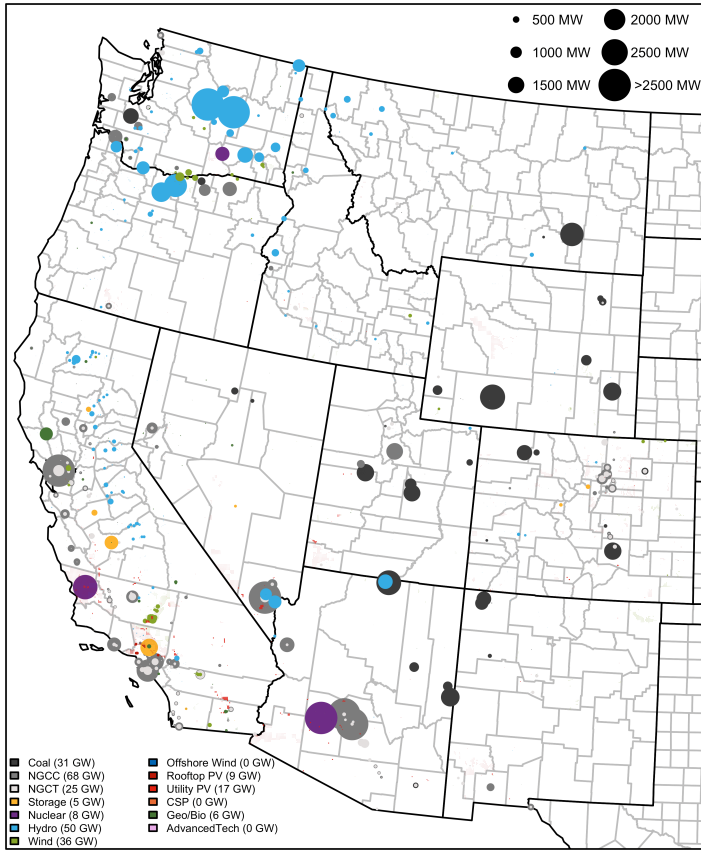 500 MW 2000 MW
1000 MW 2500 MW
1500 MW >2500 MW
Coal (31 GW) Offshore Wind (0 GW)
NGCC (68 GW) Rooftop PV (9 GW)
NGCT (25 GW) Utility PV (17 GW)
Storage (5 GW) CSP (0 GW)
Nuclear (8 GW) Geo/Bio (6 GW)
Hydro (50 GW) AdvancedTech (0 GW)
Wind (36 GW)